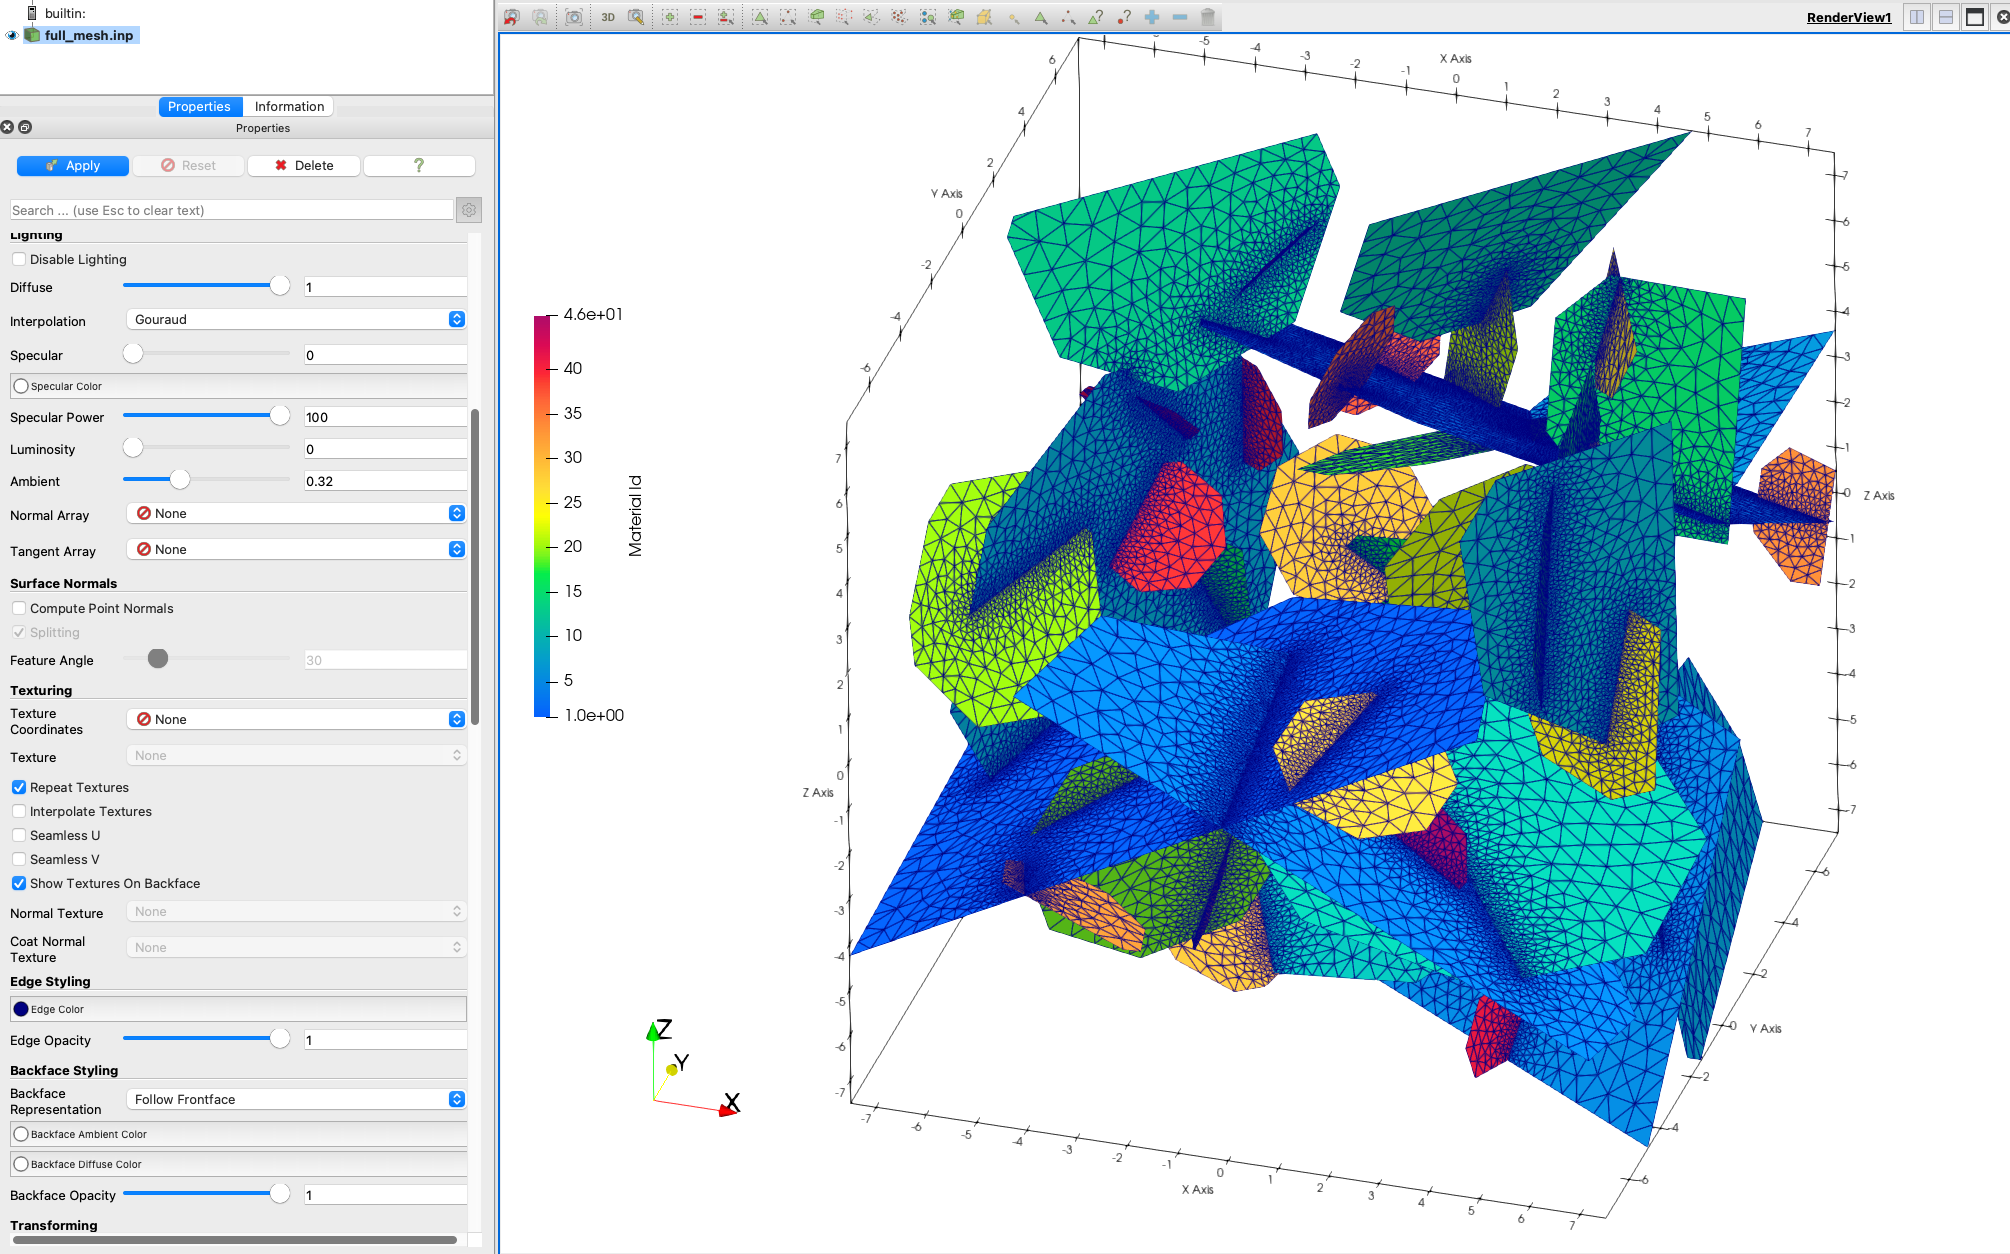 builtin:
full_mesh.inp
Properties
Information
Properties
Apply
Reset
Delete
?
Search ... (use Esc to clear text)
Lighting
Disable Lighting
Diffuse
1
Interpolation
Gouraud
Specular
0
Specular Color
Specular Power
100
Luminosity
0
Ambient
0.32
Normal Array
None
Tangent Array
None
Surface Normals
Compute Point Normals
Splitting
Feature Angle
30
Texturing
Texture
Coordinates
None
Texture
None
Repeat Textures
Interpolate Textures
Seamless U
Seamless V
Show Textures On Backface
Normal Texture
None
Coat Normal
Texture
None
Edge Styling
Edge Color
Edge Opacity
1
Backface Styling
Backface
Representation
Follow Frontface
Backface Ambient Color
Backface Diffuse Color
Backface Opacity
1
Transforming
3D
RenderView1
4.6e+01
40
35
30
25
20
15
10
5
1.0e+00
Material Id
-5
-4
-3
-2
-1
X Axis
0
1
2
3
4
5
6
7
6
4
2
Y Axis
0
-2
-4
-6
7
6
5
4
3
2
1
0
Z Axis
-1
-2
-3
-4
-5
-6
-7
7
6
5
4
3
2
1
0
Z Axis
-1
-2
-3
-4
-5
-6
-7
-7
-6
-5
-4
-3
-2
-1
0
X Axis
1
2
3
4
5
6
7
6
4
2
0
Y Axis
-2
-4
-6
Z
Y
X